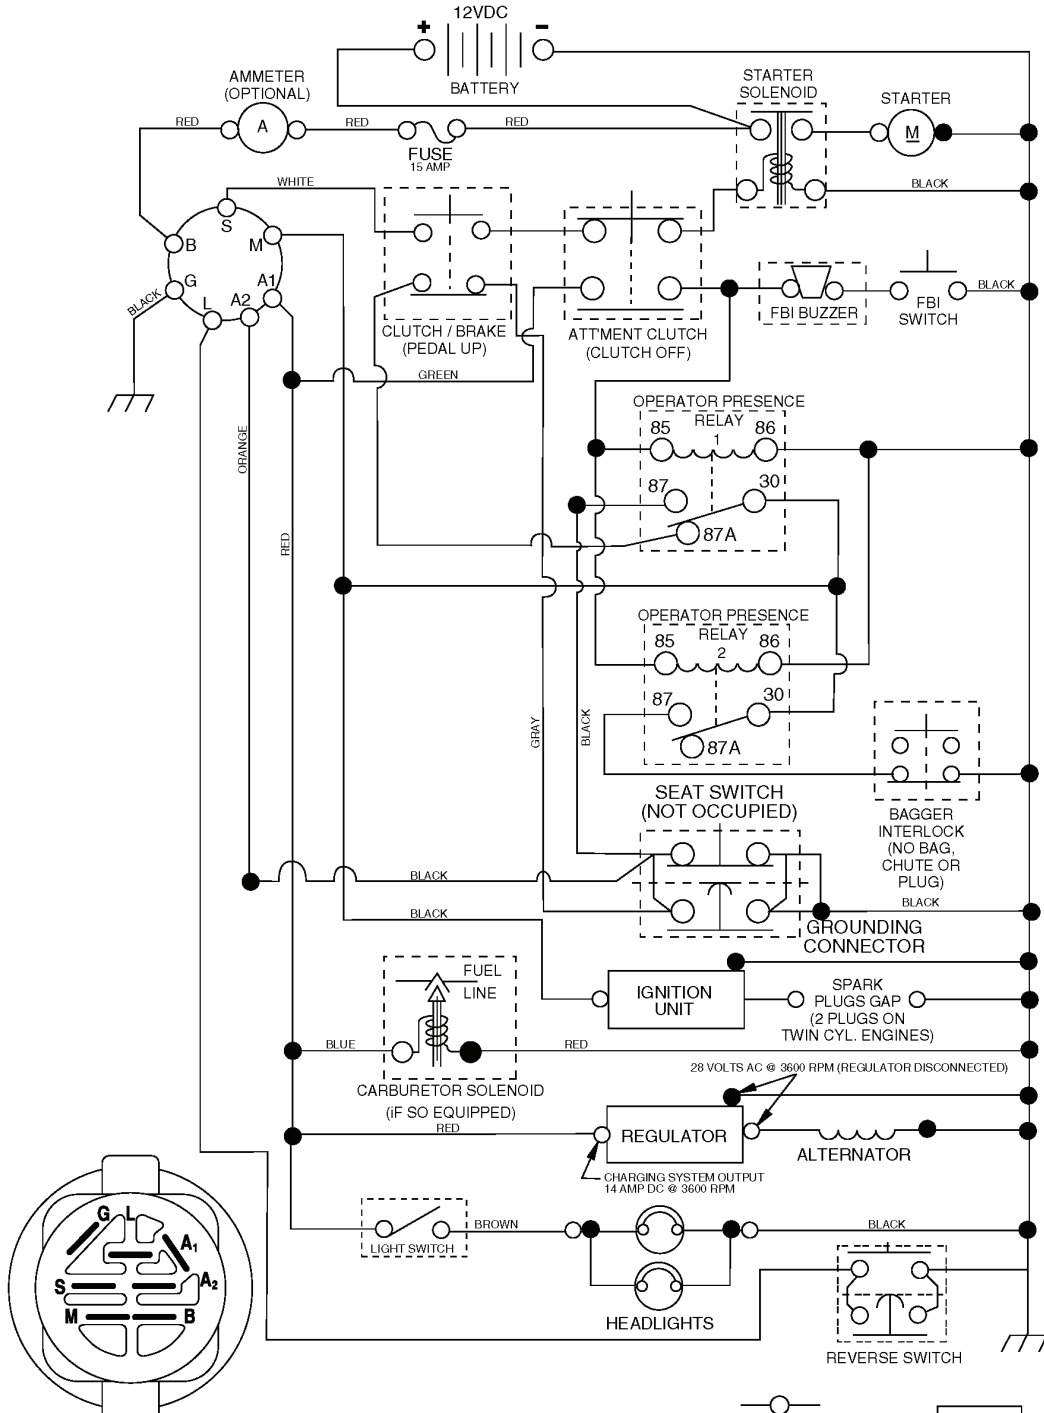 12VDC
+
−
BATTERY
AMMETER
(OPTIONAL)
A
RED
RED
FUSE
15 AMP
RED
STARTER
SOLENOID
STARTER
M
WHITE
BLACK
S
B
M
G
A1
L
A2
BLACK
CLUTCH / BRAKE
(PEDAL UP)
ATT'MENT CLUTCH
(CLUTCH OFF)
FBI BUZZER
FBI
SWITCH
BLACK
GREEN
ORANGE
RED
OPERATOR PRESENCE
RELAY
1
85
86
87
30
87A
OPERATOR PRESENCE
RELAY
2
85
86
87
30
87A
GRAY
BLACK
SEAT SWITCH
(NOT OCCUPIED)
BAGGER
INTERLOCK
(NO BAG,
CHUTE OR
PLUG)
BLACK
BLACK
BLACK
GROUNDING
CONNECTOR
FUEL
LINE
IGNITION
UNIT
SPARK
PLUGS GAP
(2 PLUGS ON
TWIN CYL. ENGINES)
BLUE
RED
CARBURETOR SOLENOID
(iF SO EQUIPPED)
28 VOLTS AC @ 3600 RPM (REGULATOR DISCONNECTED)
RED
REGULATOR
ALTERNATOR
CHARGING SYSTEM OUTPUT
14 AMP DC @ 3600 RPM
LIGHT SWITCH
BROWN
BLACK
HEADLIGHTS
REVERSE SWITCH
G
L
A1
A2
S
M
B